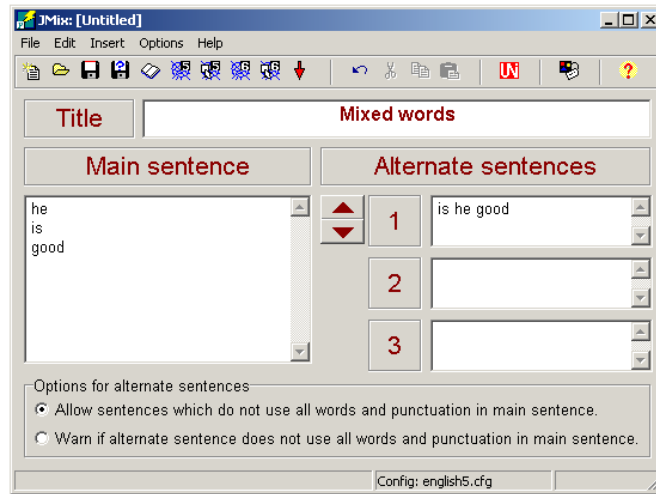 JMix: [Untitled]
File Edit Insert Options Help
Title
Mixed words
Main sentence
Alternate sentences
he
is
good
1
is he good
2
3
Options for alternate sentences
Allow sentences which do not use all words and punctuation in main sentence.
Warn if alternate sentence does not use all words and punctuation in main sentence.
Config: english5.cfg